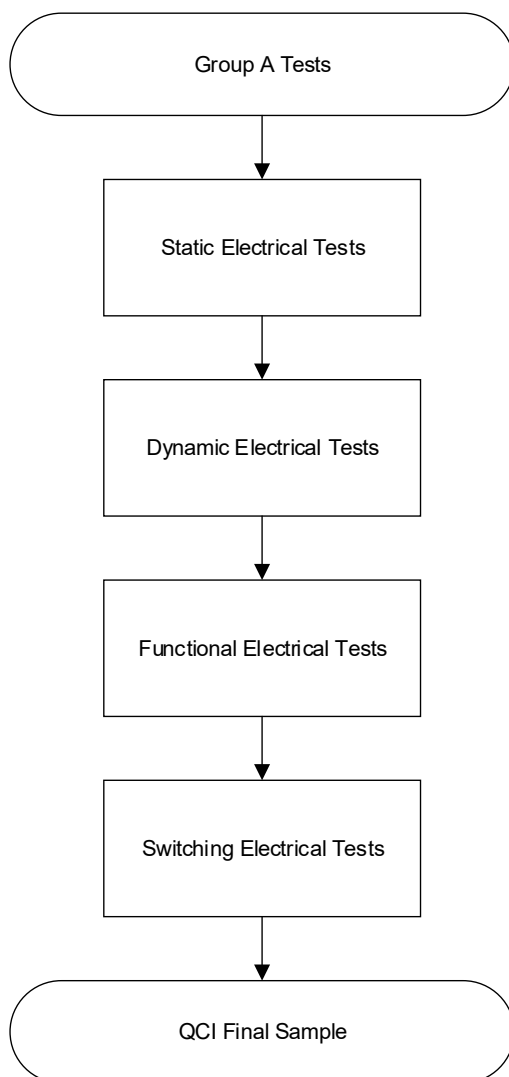 Group A Tests
Static Electrical Tests
Dynamic Electrical Tests
Functional Electrical Tests
Switching Electrical Tests
QCI Final Sample